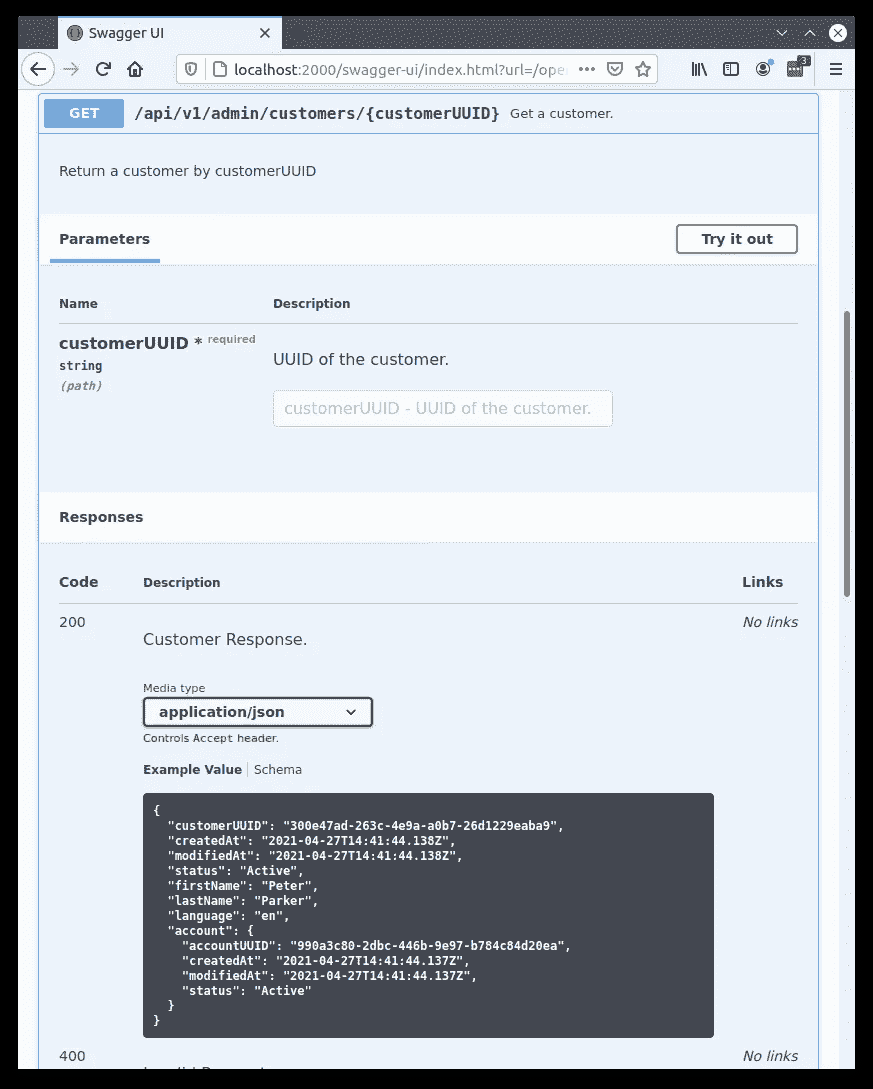 Swagger UI
localhost:2000/swagger-ui/index.html?url=/ope
3
GET /api/v1/admin/customers/{customerUUID} Get a customer.
Return a customer by customerUUID
Parameters Try it out
Name Description
customerUUID * required
string
(path)
UUID of the customer.
customerUUID - UUID of the customer.
Responses
Code Description Links
200 No links
Customer Response.
Media type
application/json
Controls Accept header.
Example Value Schema
{
"customerUUID": "300e47ad-263c-4e9a-a0b7-26d1229eaba9",
"createdAt": "2021-04-27T14:41:44.138Z",
"modifiedAt": "2021-04-27T14:41:44.138Z",
"status": "Active",
"firstName": "Peter",
"lastName": "Parker",
"language": "en",
"account": {
"accountUUID": "990a3c80-2dbc-446b-9e97-b784c84d20ea",
"createdAt": "2021-04-27T14:41:44.137Z",
"modifiedAt": "2021-04-27T14:41:44.137Z",
"status": "Active"
}
}
400 No links